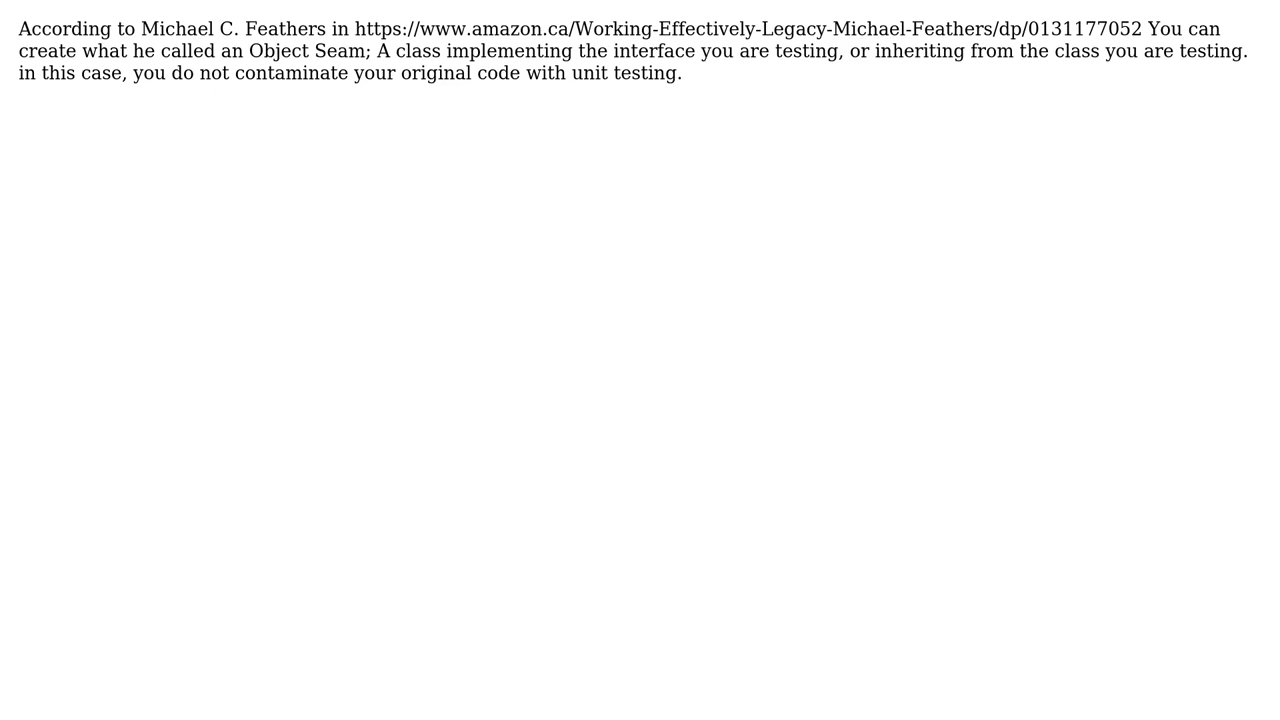 According to Michael C. Feathers in https://www.amazon.ca/Working-Effectively-Legacy-Michael-Feathers/dp/0131177052 You can
create what he called an Object Seam; A class implementing the interface you are testing, or inheriting from the class you are testing.
in this case, you do not contaminate your original code with unit testing.